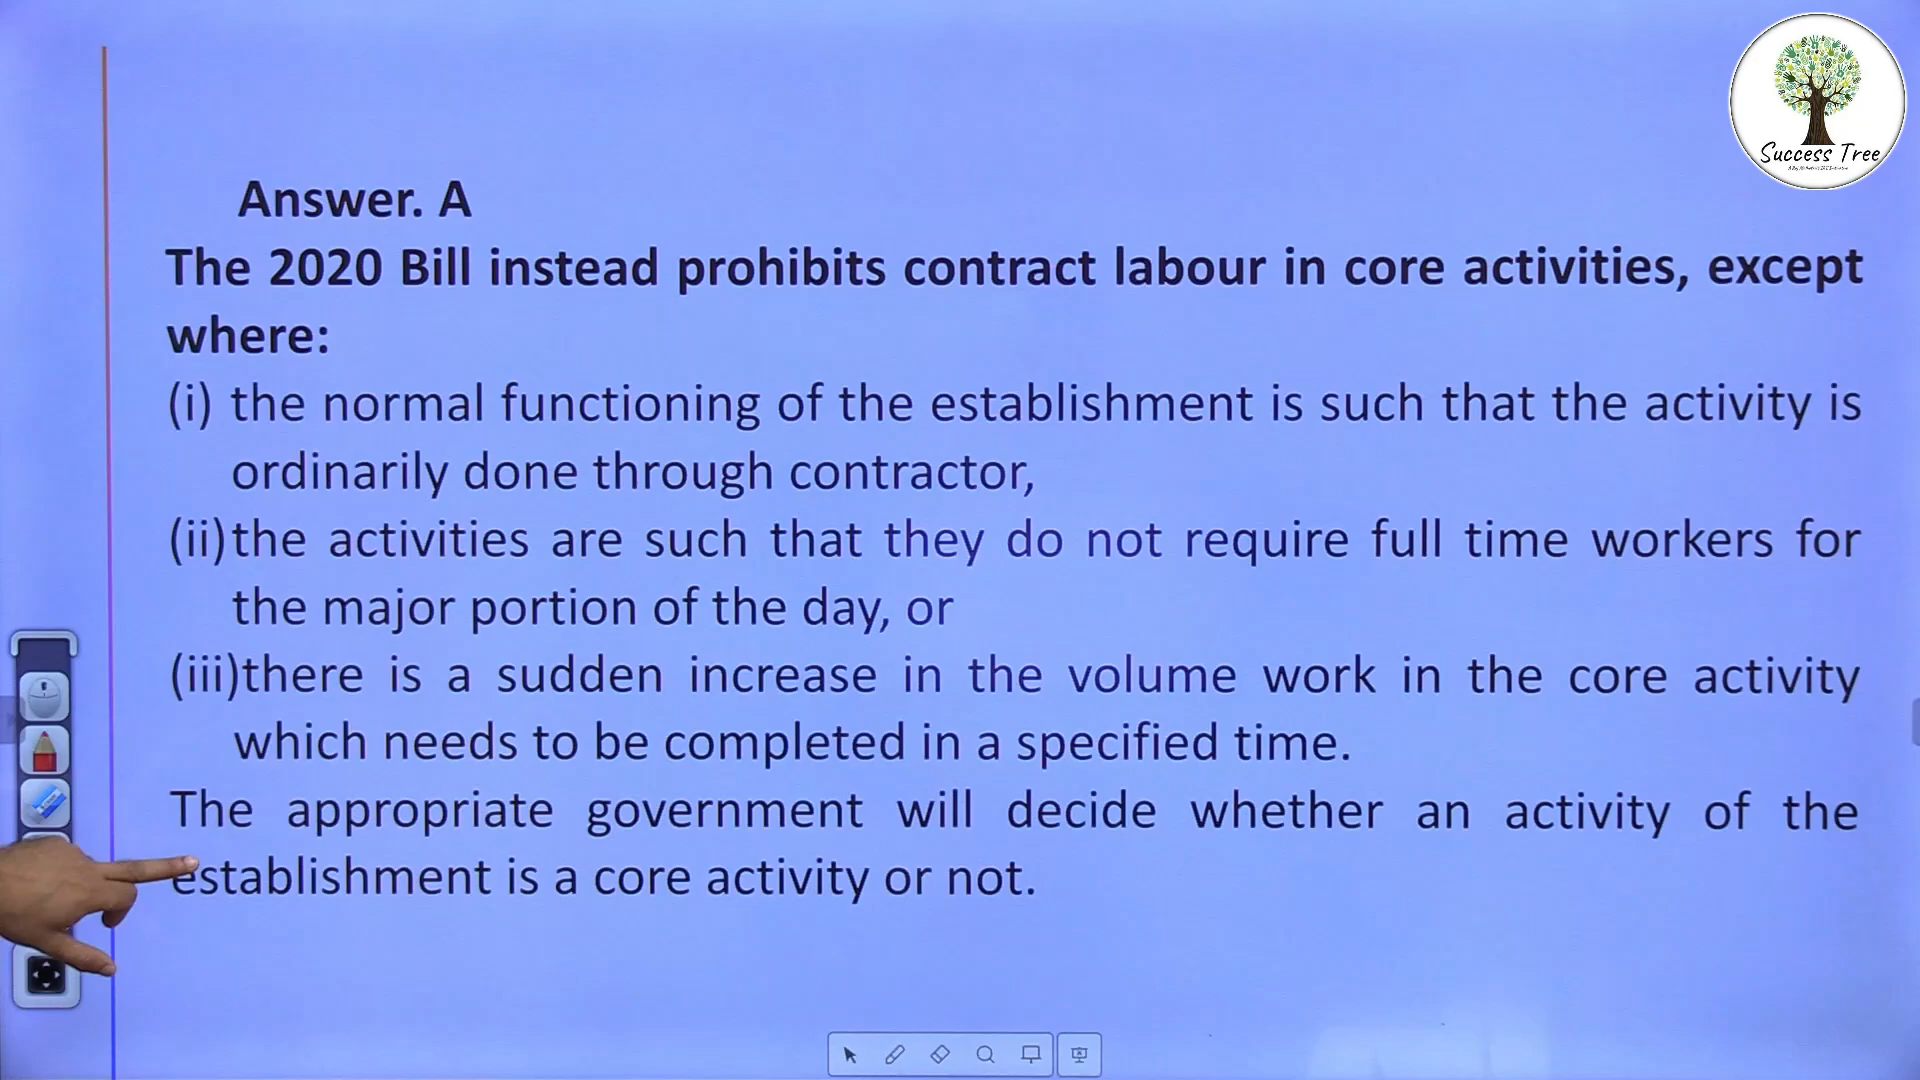 Success Tree
Answer. A
The 2020 Bill instead prohibits contract labour in core activities, except
where:
(i) the normal functioning of the establishment is such that the activity is
ordinarily done through contractor,
(ii) the activities are such that they do not require full time workers for
the major portion of the day, or
(iii) there is a sudden increase in the volume work in the core activity
which needs to be completed in a specified time.
The appropriate government will decide whether an activity of the
establishment is a core activity or not.